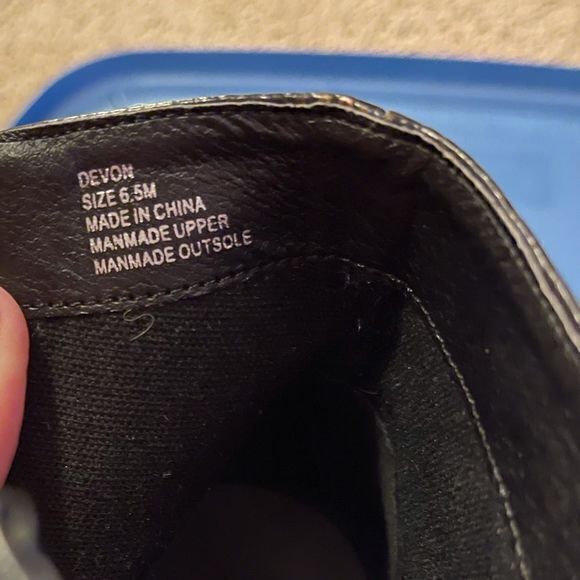 DEVON
SIZE 6.5M
MADE IN CHINA
MANMADE UPPER
MANMADE OUTSOLE